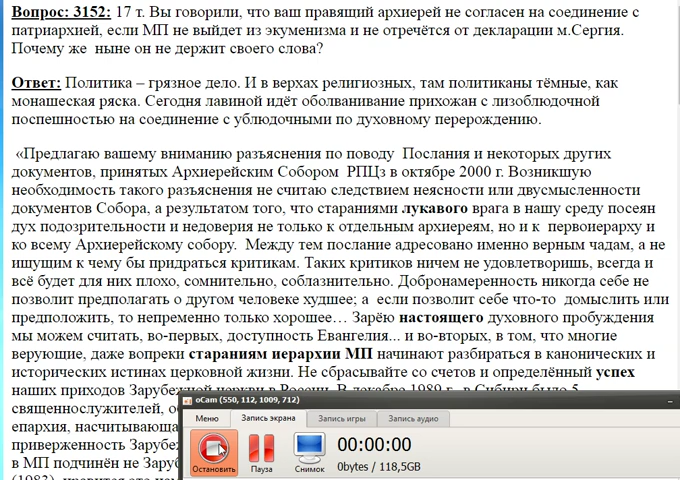 Вопрос: 3152: 17 т. Вы говорили, что ваш правящий архиерей не согласен на соединение с
патриархией, если МП не выйдет из экуменизма и не отречётся от декларации м.Сергия.
Почему же ныне он не держит своего слова?
Ответ: Политика – грязное дело. И в верхах религиозных, там политиканы тёмные, как
монашеская ряска. Сегодня лавиной идёт оболванивание прихожан с лизоблюдочной
поспешностью на соединение с ублюдочными по духовному перерождению.
«Предлагаю вашему вниманию разъяснения по поводу Послания и некоторых других
документов, принятых Архиерейским Собором РПЦз в октябре 2000 г. Возникшую
необходимость такого разъяснения не считаю следствием неясности или двусмысленности
документов Собора, а результатом того, что стараниями лукавого врага в нашу среду посеян
дух подозрительности и недоверия не только к отдельным архиереям, но и к первоиерарху и
ко всему Архиерейскому собору. Между тем послание адресовано именно верным чадам, а не
ищущим к чему бы придраться критикам. Таких критиков ничем не удовлетворишь, всегда и
всё будет для них плохо, сомнительно, соблазнительно. Добронамеренность никогда себе не
позволит предполагать о другом человеке худшее; а если позволит себе что-то домыслить или
предположить, то непременно только хорошее… Зарёю настоящего духовного пробуждения
мы можем считать, во-первых, доступность Евангелия... и во-вторых, в том, что многие
верующие, даже вопреки стараниям иерархии МП начинают разбираться в канонических и
исторических истинах церковной жизни. Не сбрасывайте со счетов и определённый успех
наших приходов Зарубежной церкви в России. В декабре 1989 г. в Сибири было 5
священнослужителей,
епархия, насчитывающа
приверженность Зарубе
в МП подчинён не Зару
(1983)
oCam (550, 112, 1009, 712)
Меню
Запись экрана
Запись игры
Запись аудио
Остановить
Пауза
Снимок
00:00:00
0bytes / 118,5GB